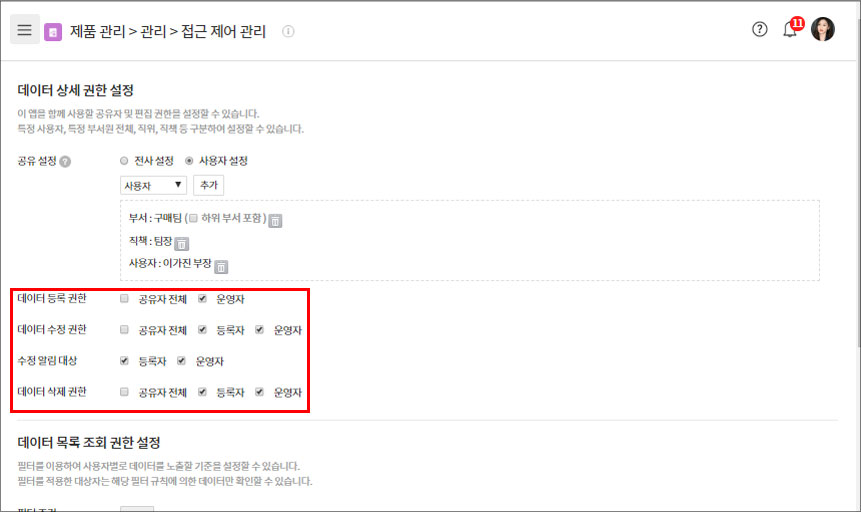 제품 관리 > 관리 > 접근 제어 관리
11
데이터 상세 권한 설정
이 앱을 함께 사용할 공유자 및 편집 권한을 설정할 수 있습니다.
특정 사용자, 특정 부서원 전체, 직위, 직책 등 구분하여 설정할 수 있습니다.
공유 설정 ? 전사 설정 사용자 설정
사용자 ▼ 추가
부서 : 구매팀 ( 하위 부서 포함 )
직책 : 팀장
사용자 : 이가진 부장
데이터 등록 권한 공유자 전체 운영자
데이터 수정 권한 공유자 전체 등록자 운영자
수정 알림 대상 등록자 운영자
데이터 삭제 권한 공유자 전체 등록자 운영자
데이터 목록 조회 권한 설정
필터를 이용하여 사용자별로 데이터를 노출할 기준을 설정할 수 있습니다.
필터를 적용한 대상자는 해당 필터 규칙에 의한 데이터만 확인할 수 있습니다.